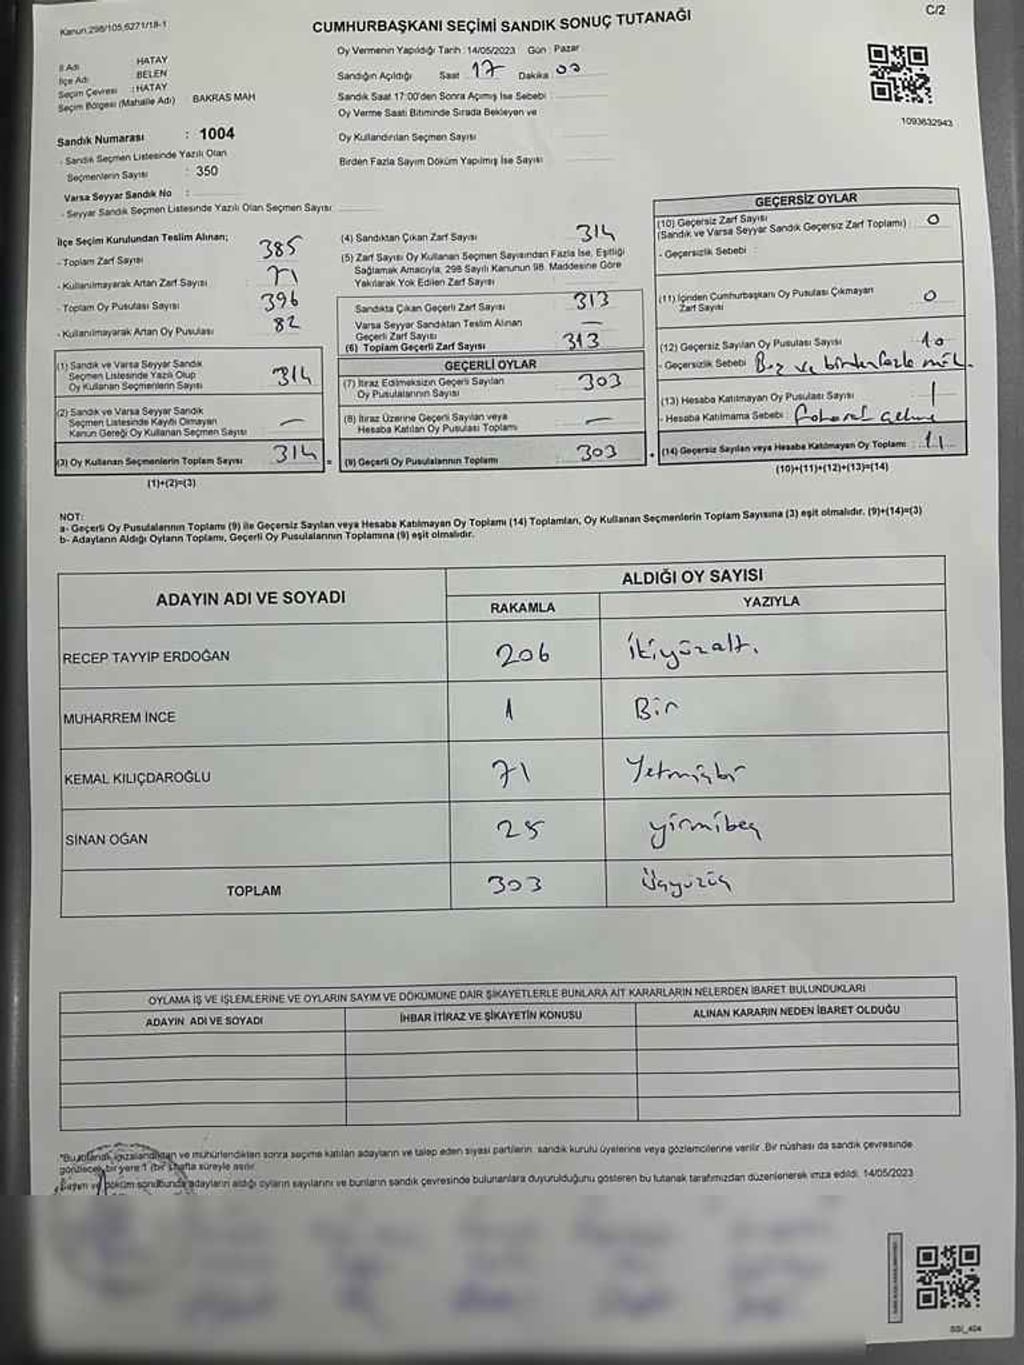 Kanun:298/105,6271/18-1
CUMHURBAŞKANI SEÇİMİ SANDIK SONUÇ TUTANAĞI
C/2
İl Adı : HATAY
İlçe Adı : BELEN
Seçim Çevresi : HATAY
Seçim Bölgesi (Mahalle Adı) BAKRAS MAH
Sandık Numarası : 1004
- Sandık Seçmen Listesinde Yazılı Olan
Seçmenlerin Sayısı : 350
Varsa Seyyar Sandık No :
- Seyyar Sandık Seçmen Listesinde Yazılı Olan Seçmen Sayısı:
Oy Vermenin Yapıldığı Tarih : 14/05/2023 Gün : Pazar
Sandığın Açıldığı Saat 17 Dakika 00
Sandık Saat 17:00'den Sonra Açımış İse Sebebi :
Oy Verme Saati Bitiminde Sırada Bekleyen ve
Oy Kullandırılan Seçmen Sayısı
Birden Fazla Sayım Döküm Yapılmış İse Sayısı
1093632943
İlçe Seçim Kurulundan Teslim Alınan;
- Toplam Zarf Sayısı 385
- Kullanılmayarak Artan Zarf Sayısı 71
- Toplam Oy Pusulası Sayısı 396
- Kullanılmayarak Artan Oy Pusulası 82
(1) Sandık ve Varsa Seyyar Sandık
Seçmen Listesinde Yazılı Olup
Oy Kullanan Seçmenlerin Sayısı 314
(2) Sandık ve Varsa Seyyar Sandık
Seçmen Listesinde Kayıtlı Olmayan
Kanun Gereği Oy Kullanan Seçmen Sayısı —
(3) Oy Kullanan Seçmenlerin Toplam Sayısı 314 =
(1)+(2)=(3)
(4) Sandıktan Çıkan Zarf Sayısı 314
(5) Zarf Sayısı Oy Kullanan Seçmen Sayısından Fazla İse, Eşitliği
Sağlamak Amacıyla, 298 Sayılı Kanunun 98. Maddesine Göre
Yakılarak Yok Edilen Zarf Sayısı
Sandıkta Çıkan Geçerli Zarf Sayısı 313
Varsa Seyyar Sandıktan Teslim Alınan
Geçerli Zarf Sayısı —
(6) Toplam Geçerli Zarf Sayısı 313
GEÇERLİ OYLAR
(7) İtiraz Edilmeksizin Geçerli Sayılan
Oy Pusulalarının Sayısı 303
(8) İtiraz Üzerine Geçerli Sayılan veya
Hesaba Katılan Oy Pusulası Toplamı —
(9) Geçerli Oy Pusulalarının Toplamı 303 +
GEÇERSİZ OYLAR
(10) Geçersiz Zarf Sayısı
(Sandık ve Varsa Seyyar Sandık Geçersiz Zarf Toplamı) 0
- Geçersizlik Sebebi :
(11) İçinden Cumhurbaşkanı Oy Pusulası Çıkmayan
Zarf Sayısı 0
(12) Geçersiz Sayılan Oy Pusulası Sayısı 10
- Geçersizlik Sebebi : Boş ve birden fazla
(13) Hesaba Katılmayan Oy Pusulası Sayısı 1
- Hesaba Katılmama Sebebi :
(14) Geçersiz Sayılan veya Hesaba Katılmayan Oy Toplamı 11
(10)+(11)+(12)+(13)=(14)
NOT:
a- Geçerli Oy Pusulalarının Toplamı (9) ile Geçersiz Sayılan veya Hesaba Katılmayan Oy Toplamı (14) Toplamları, Oy Kullanan Seçmenlerin Toplam Sayısına (3) eşit olmalıdır. (9)+(14)=(3)
b- Adayların Aldığı Oyların Toplamı, Geçerli Oy Pusulalarının Toplamına (9) eşit olmalıdır.
ADAYIN ADI VE SOYADI
ALDIĞI OY SAYISI
RAKAMLA YAZIYLA
RECEP TAYYİP ERDOĞAN 206 İkiyüzaltı
MUHARREM İNCE 1 Bir
KEMAL KILIÇDAROĞLU 71 Yetmişbir
SİNAN OĞAN 25 yirmibeş
TOPLAM 303 Üçyüzüç
OYLAMA İŞ VE İŞLEMLERİNE VE OYLARIN SAYIM VE DÖKÜMÜNE DAİR ŞİKAYETLERLE BUNLARA AİT KARARLARIN NELERDEN İBARET BULUNDUKLARI
ADAYIN ADI VE SOYADI İHBAR İTİRAZ VE ŞİKAYETİN KONUSU ALINAN KARARIN NEDEN İBARET OLDUĞU
*Bu tutanak imzalandıktan ve mühürlendikten sonra seçime katılan adayların ve talep eden siyasi partilerin sandık kurulu üyelerine veya gözlemcilerine verilir. Bir nüshası da sandık çevresinde
görülecek bir yere 1 (bir) hafta süreyle asılır.
Sayım ve döküm sonucunda adayların aldığı oyların sayılarını ve bunların sandık çevresinde bulunanlara duyurulduğunu gösteren bu tutanak tarafımızdan düzenlenerek imza edildi. 14/05/2023